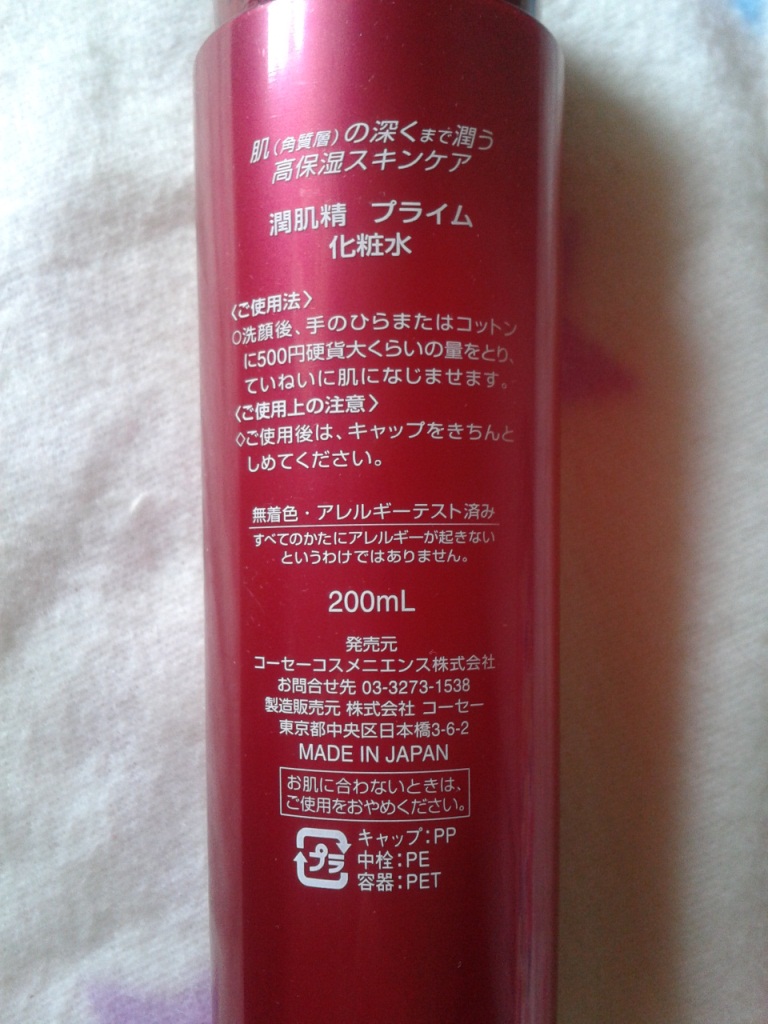 肌(角質層)の深くまで潤う
高保湿スキンケア
潤肌精 プライム
化粧水
〈ご使用法〉
○洗顔後、手のひらまたはコットン
に500円硬貨大くらいの量をとり、
ていねいに肌になじませます。
〈ご使用上の注意〉
◇ご使用後は、キャップをきちんと
しめてください。
無着色・アレルギーテスト済み
すべてのかたにアレルギーが起きない
というわけではありません。
200mL
発売元
コーセーコスメニエンス株式会社
お問合せ先 03-3273-1538
製造販売元 株式会社 コーセー
東京都中央区日本橋3-6-2
MADE IN JAPAN
お肌に合わないときは、
ご使用をおやめください。
プラ
キャップ:PP
中栓:PE
容器:PET